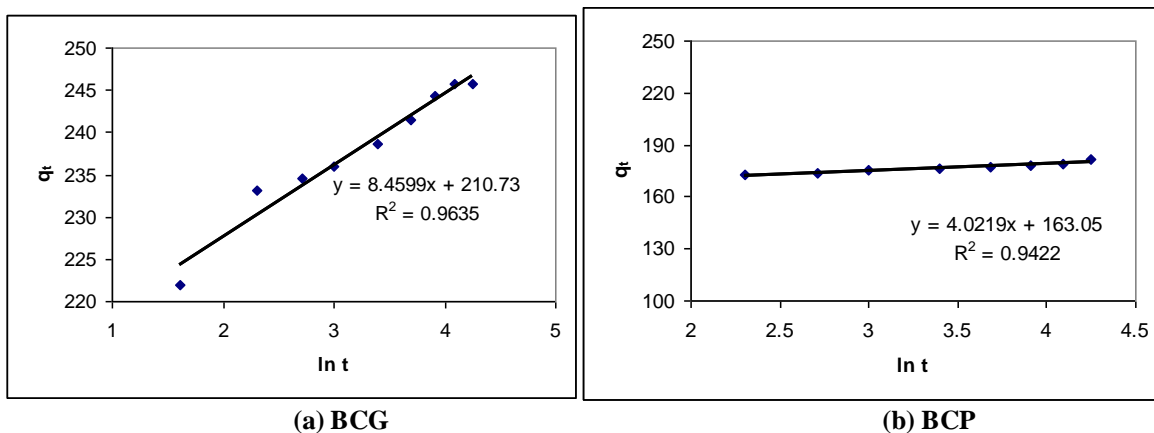 250
245
240
235
230
225
220
qt
y = 8.4599x + 210.73
R² = 0.9635
1 2 3 4 5
ln t
(a) BCG
250
220
190
160
130
100
qt
y = 4.0219x + 163.05
R² = 0.9422
2 2.5 3 3.5 4 4.5
ln t
(b) BCP